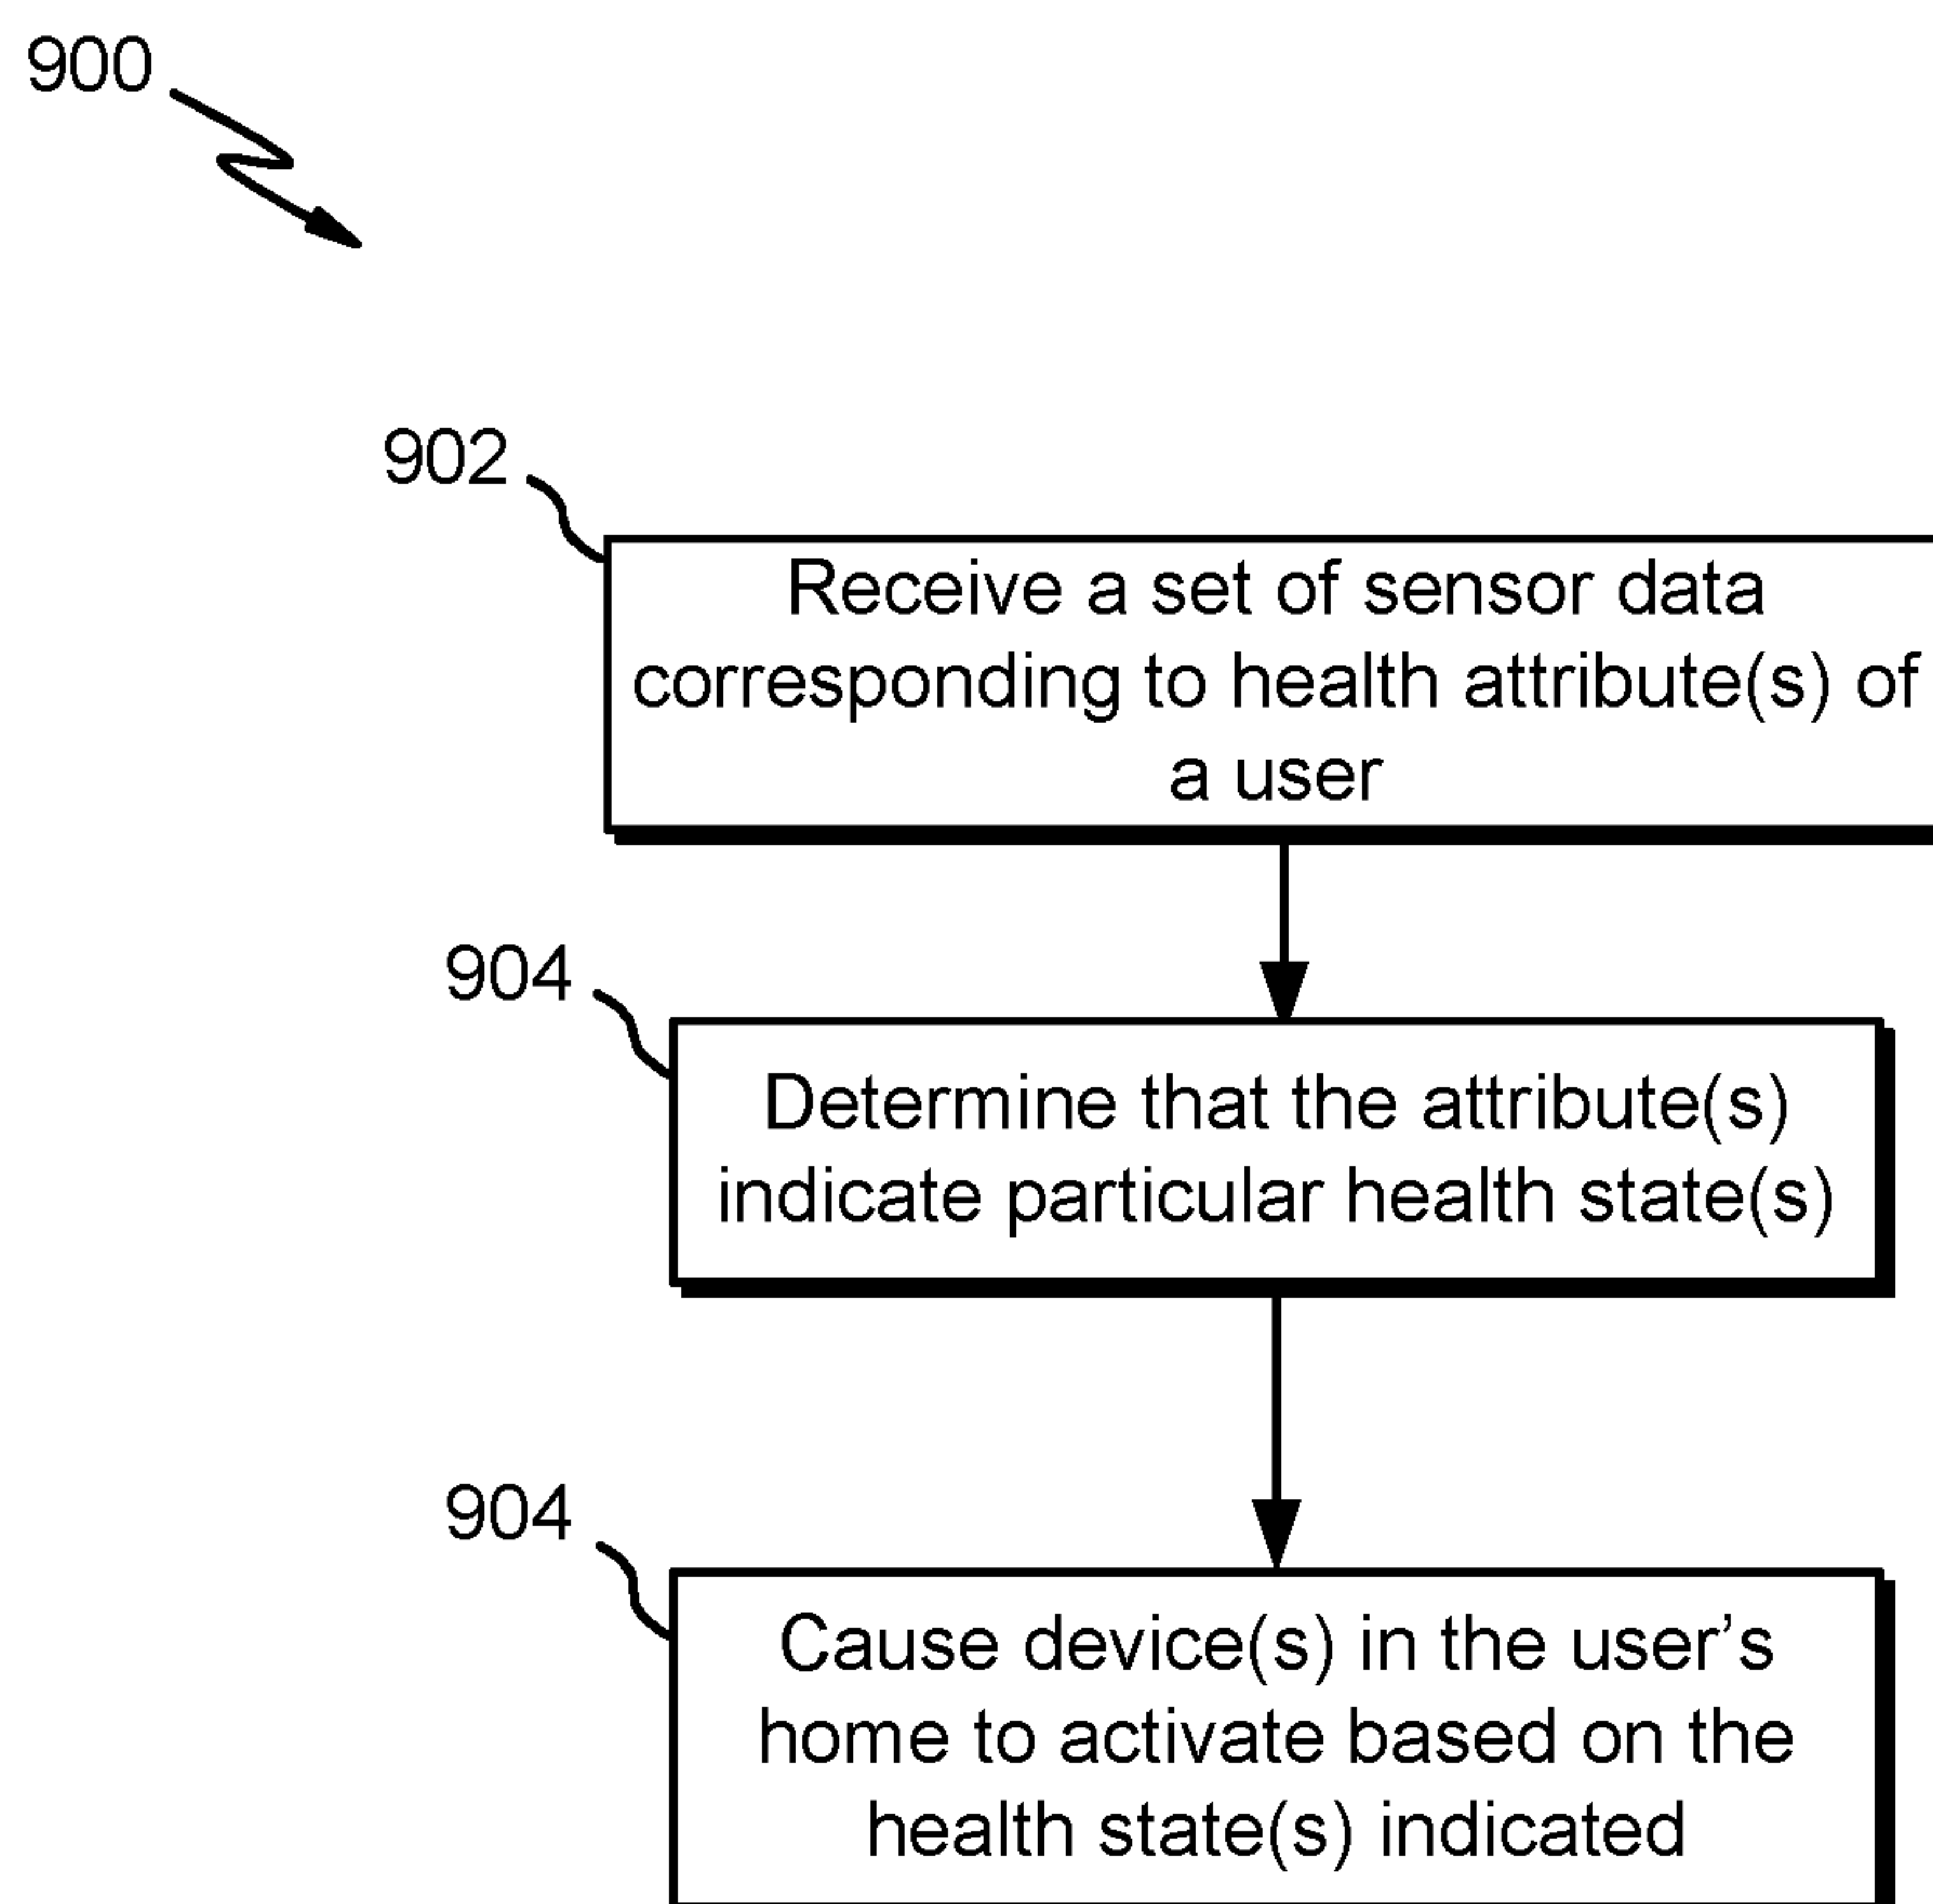 900
902
Receive a set of sensor data
corresponding to health attribute(s) of
a user
904
Determine that the attribute(s)
indicate particular health state(s)
904
Cause device(s) in the user’s
home to activate based on the
health state(s) indicated